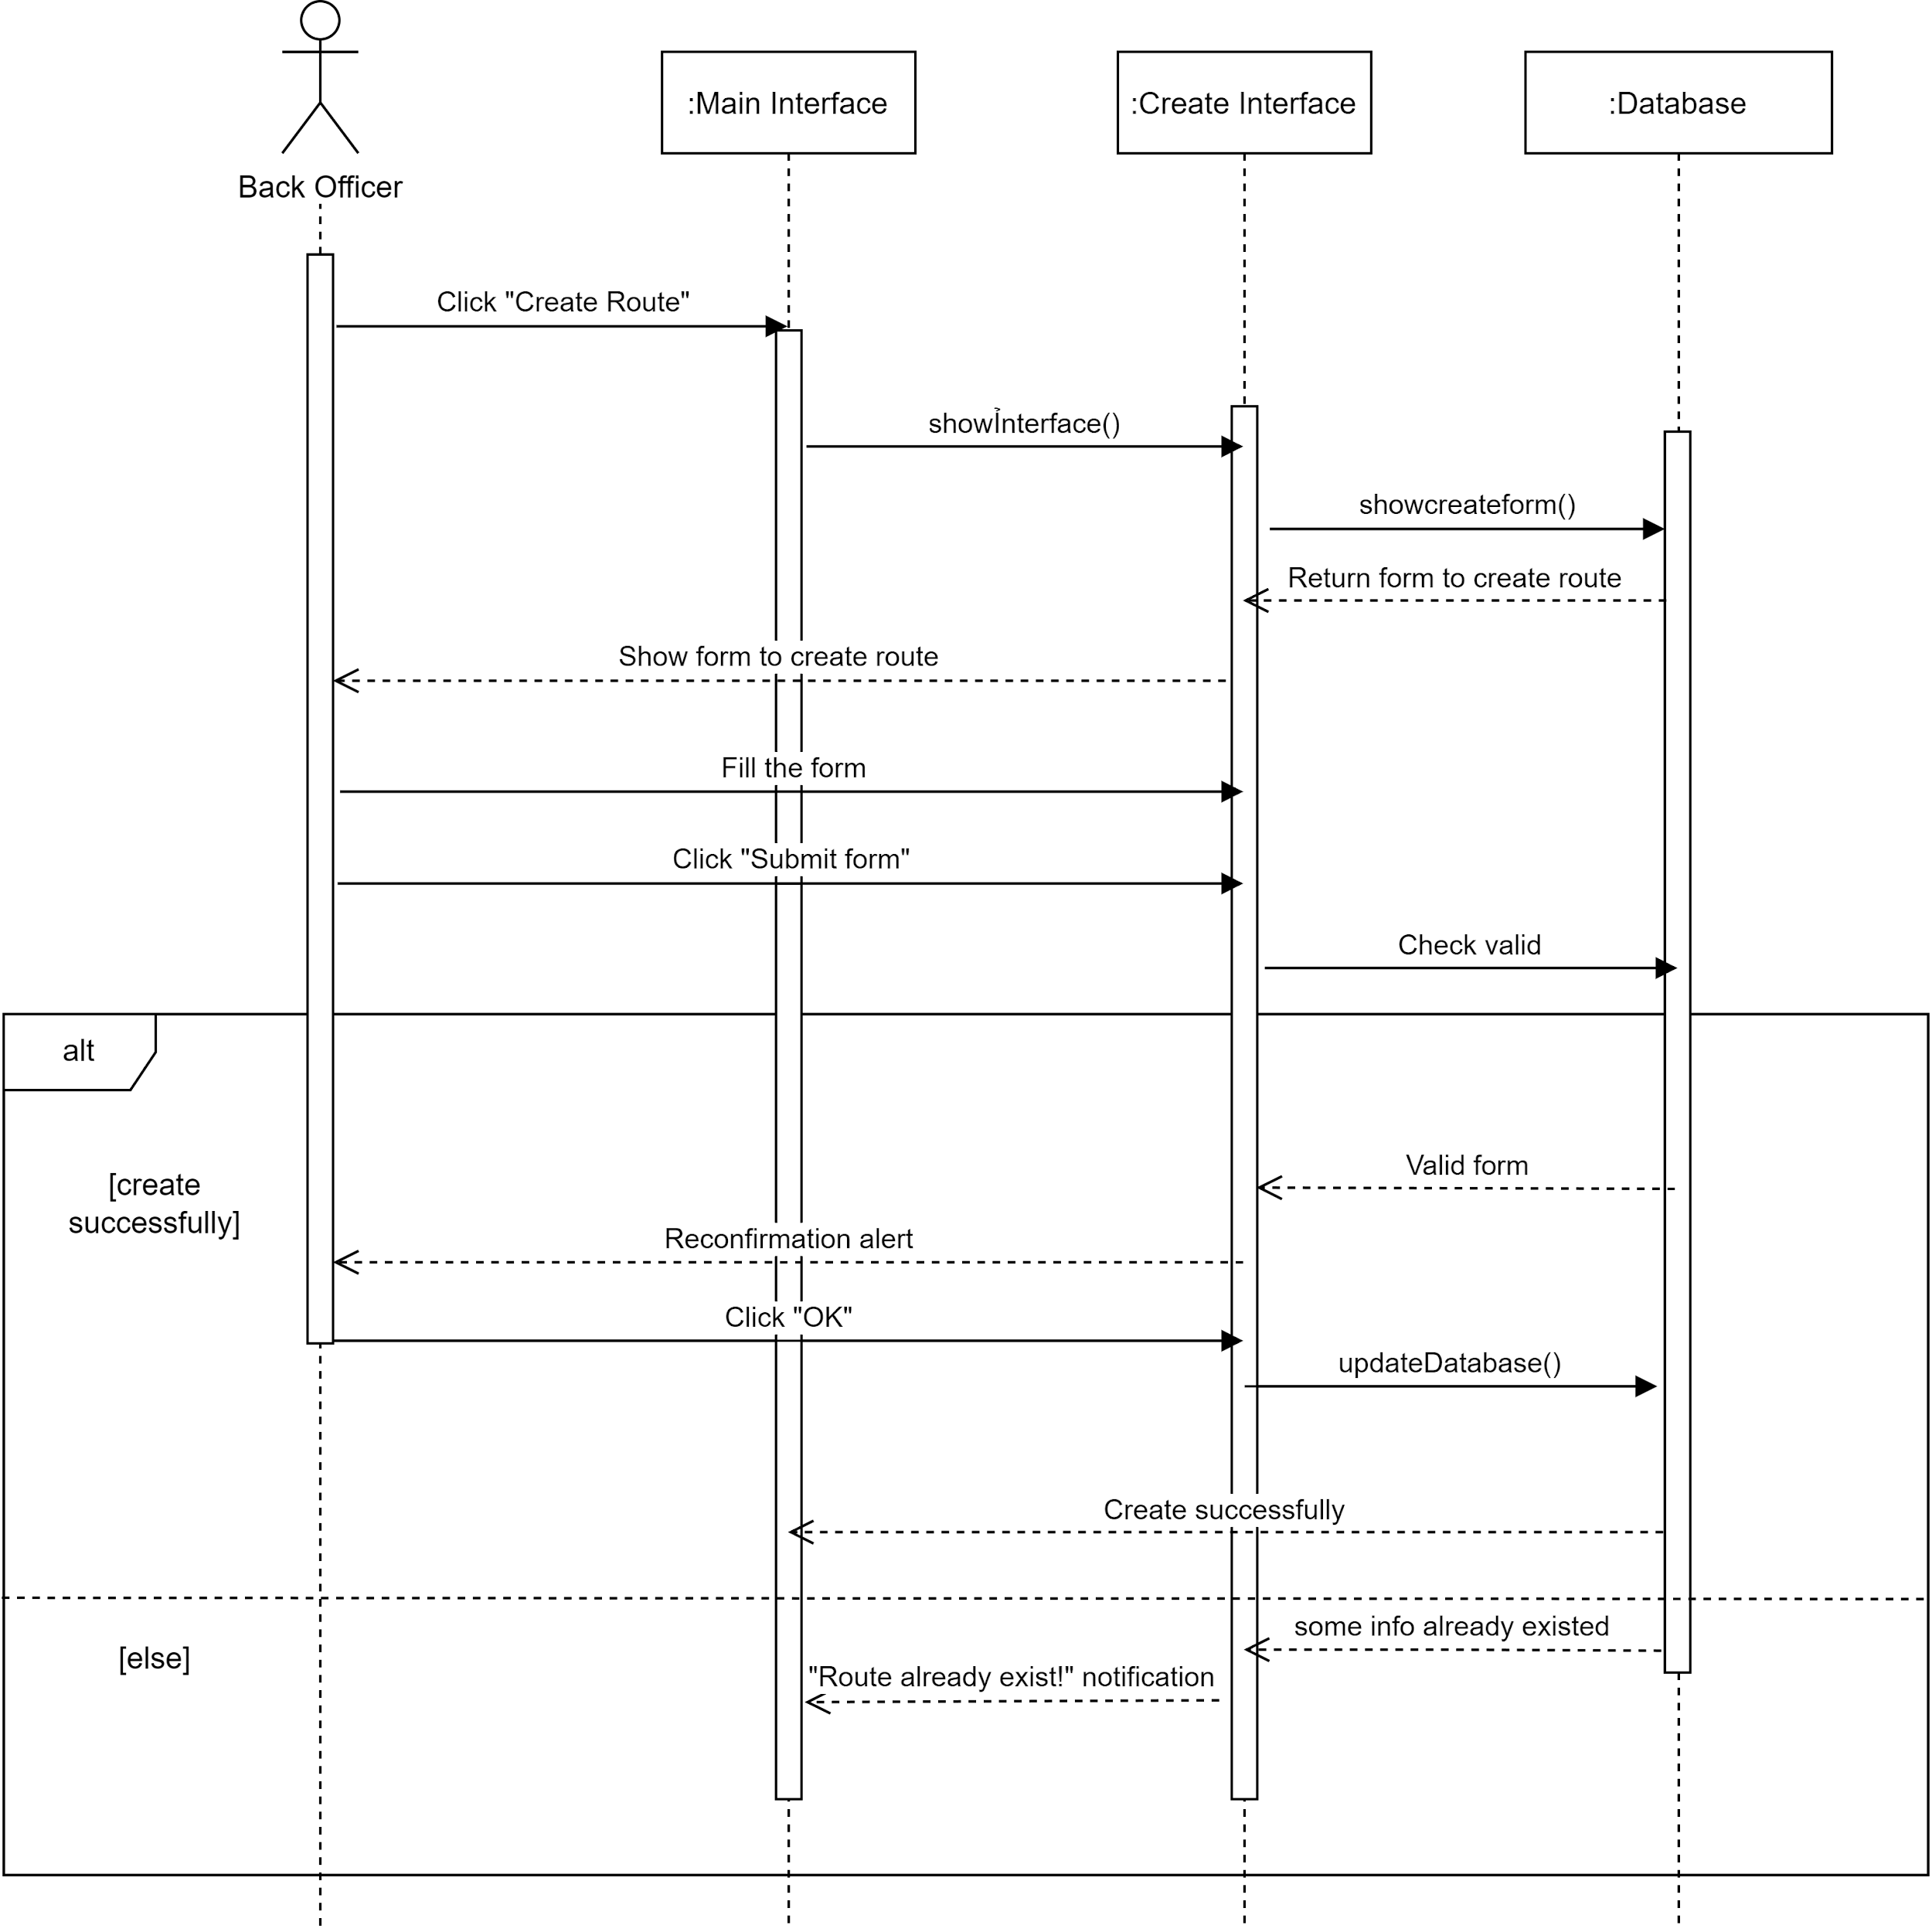 :Main Interface
:Create Interface
:Database
Back Officer
Click "Create Route"
showỈnterface()
showcreateform()
Return form to create route
Show form to create route
Fill the form
Click "Submit form"
Check valid
alt
Valid form
[create
successfully]
Reconfirmation alert
Click "OK"
updateDatabase()
Create successfully
some info already existed
[else]
"Route already exist!" notification